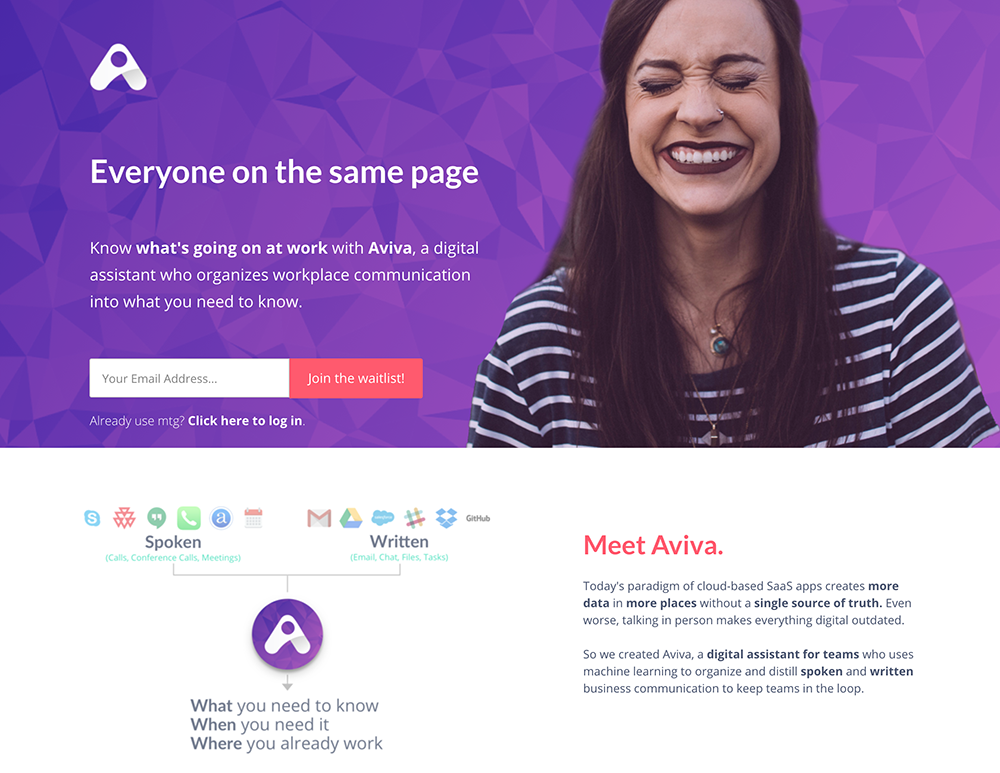 Everyone on the same page
Know what's going on at work with Aviva, a digital
assistant who organizes workplace communication
into what you need to know.
Your Email Address...
Join the waitlist!
Already use mtg? Click here to log in.
GitHub
Spoken
(Calls, Conference Calls, Meetings)
Written
(Email, Chat, Files, Tasks)
What you need to know
When you need it
Where you already work
Meet Aviva.
Today's paradigm of cloud-based SaaS apps creates more
data in more places without a single source of truth. Even
worse, talking in person makes everything digital outdated.
So we created Aviva, a digital assistant for teams who uses
machine learning to organize and distill spoken and written
business communication to keep teams in the loop.